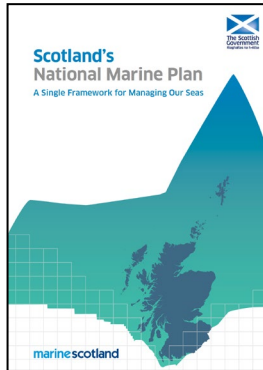 The Scottish
Government
Scotland's
National Marine Plan
A Single Framework for Managing Our Seas
marinescotland